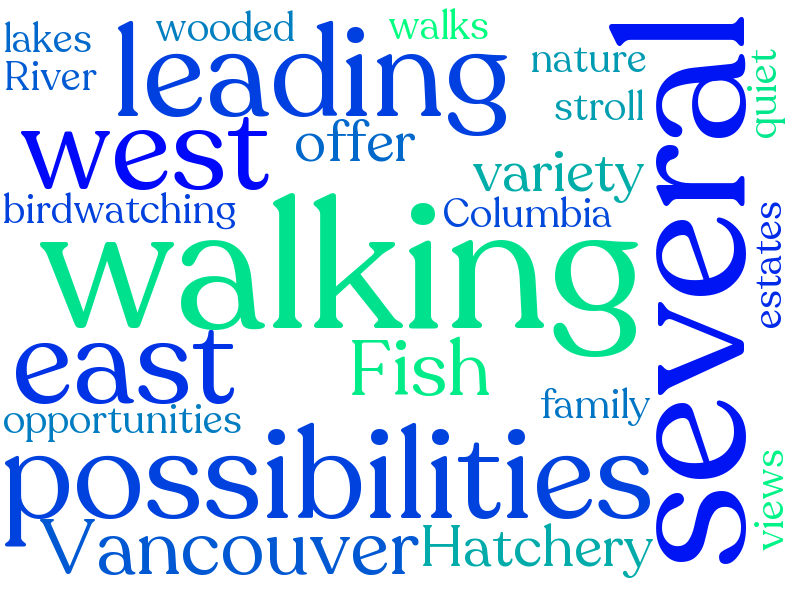 lakes
wooded
walks
River
leading
nature
stroll
quiet
several
west
offer
variety
birdwatching
Columbia
estates
walking
east
Fish
family
opportunities
possibilities
views
Vancouver
Hatchery